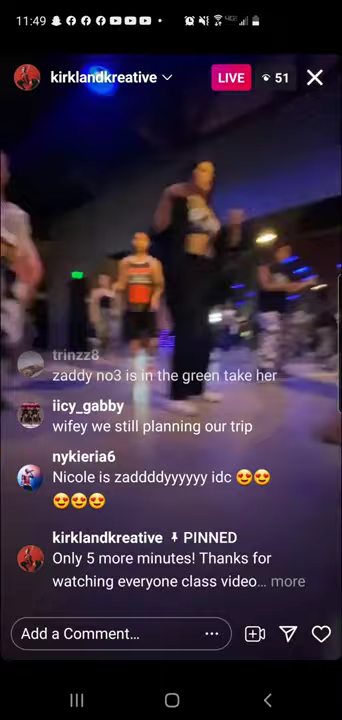 11:49
kirklandkreative
LIVE
51
trinzz8
zaddy no3 is in the green take her
iicy_gabby
wifey we still planning our trip
nykieria6
Nicole is zaddddyyyyyy idc 😍😍
😍😍😍
kirklandkreative PINNED
Only 5 more minutes! Thanks for
watching everyone class video... more
Add a Comment...